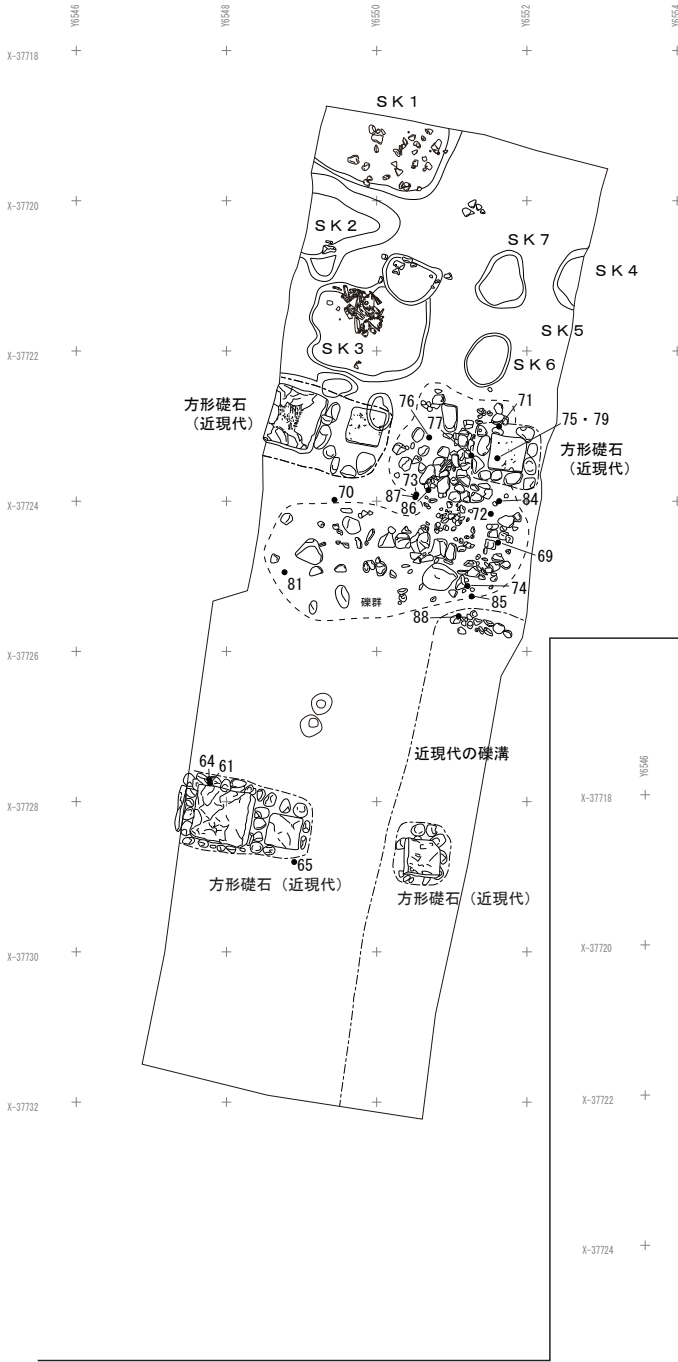 Y6546
Y6548
Y6550
Y6552
Y6554
X-37718
SK1
X-37720
SK2
SK7
SK4
SK5
X-37722
SK3
SK6
方形礎石
(近現代)
76
71
77
75・79
方形礎石
(近現代)
73
70
87
86
84
72
X-37724
69
81
74
85
礫群
88
X-37726
近現代の礫溝
64
61
Y6546
X-37718
X-37728
65
方形礎石(近現代)
方形礎石(近現代)
X-37720
X-37730
X-37732
X-37722
X-37724